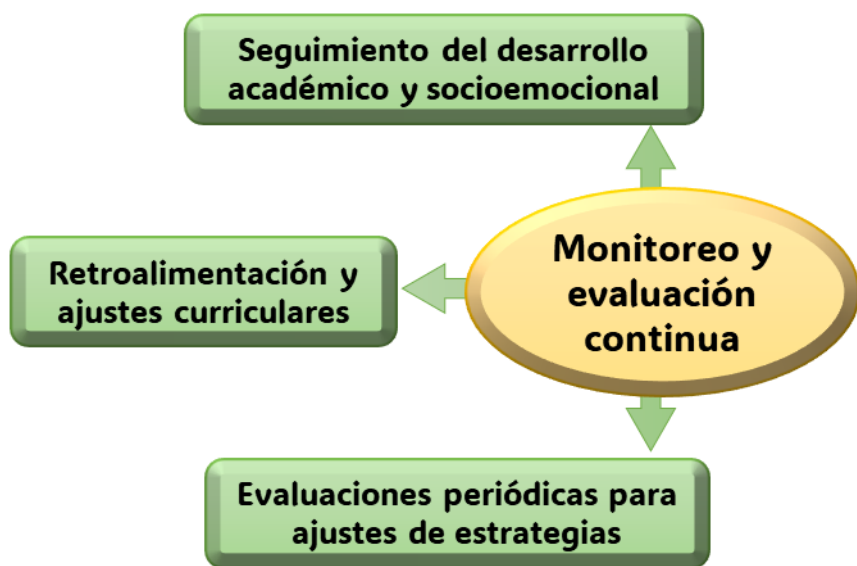 Seguimiento del desarrollo
académico y socioemocional
Retroalimentación y
ajustes curriculares
Monitoreo y
evaluación
continua
Evaluaciones periódicas para
ajustes de estrategias